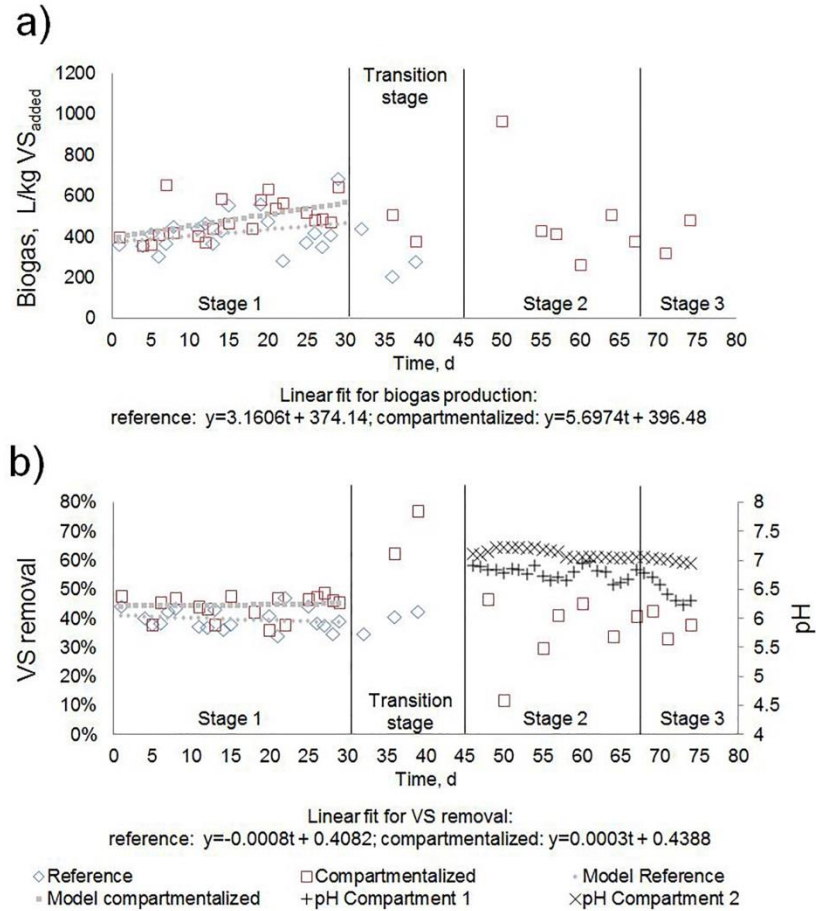 a)
1200
1000
800
600
400
200
0
Biogas, L/kg VSadded
Transition
stage
Stage 1
Stage 2
Stage 3
0 5 10 15 20 25 30 35 40 45 50 55 60 65 70 75 80
Time, d
Linear fit for biogas production:
reference: y=3.1606t + 374.14; compartmentalized: y=5.6974t + 396.48
b)
80%
70%
60%
50%
40%
30%
20%
10%
0%
VS removal
8
7.5
7
6.5
6
5.5
5
4.5
4
pH
Stage 1
Transition
stage
Stage 2
Stage 3
0 5 10 15 20 25 30 35 40 45 50 55 60 65 70 75 80
Time, d
Linear fit for VS removal:
reference: y=-0.0008t + 0.4082; compartmentalized: y=0.0003t + 0.4388
Reference Compartmentalized Model Reference
Model compartmentalized pH Compartment 1 pH Compartment 2